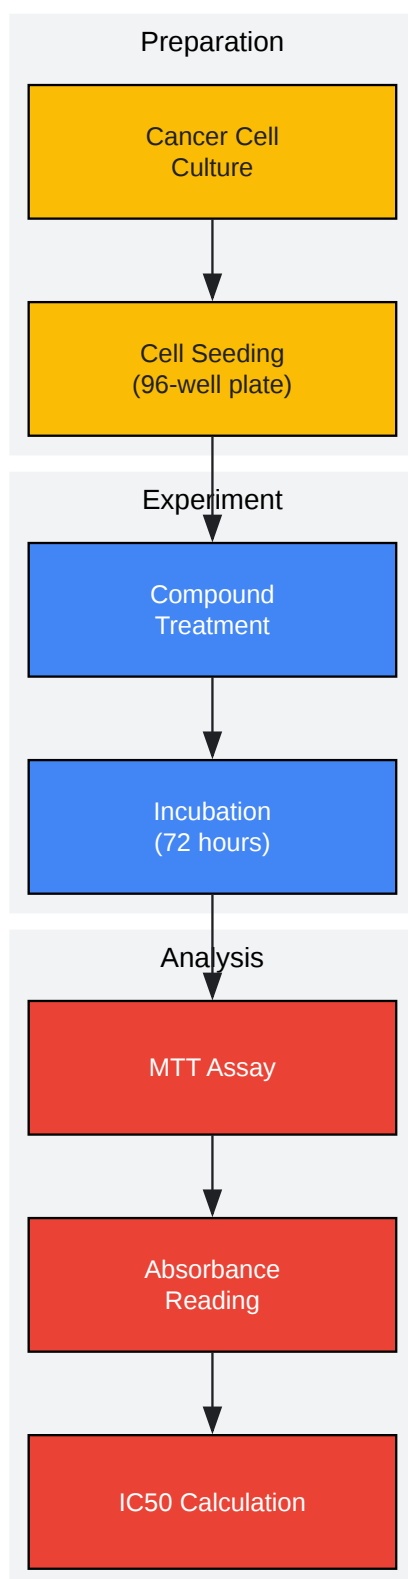 Preparation
Cancer Cell
Culture
Cell Seeding
(96-well plate)
Experiment
Compound
Treatment
Incubation
(72 hours)
Analysis
MTT Assay
Absorbance
Reading
IC50 Calculation